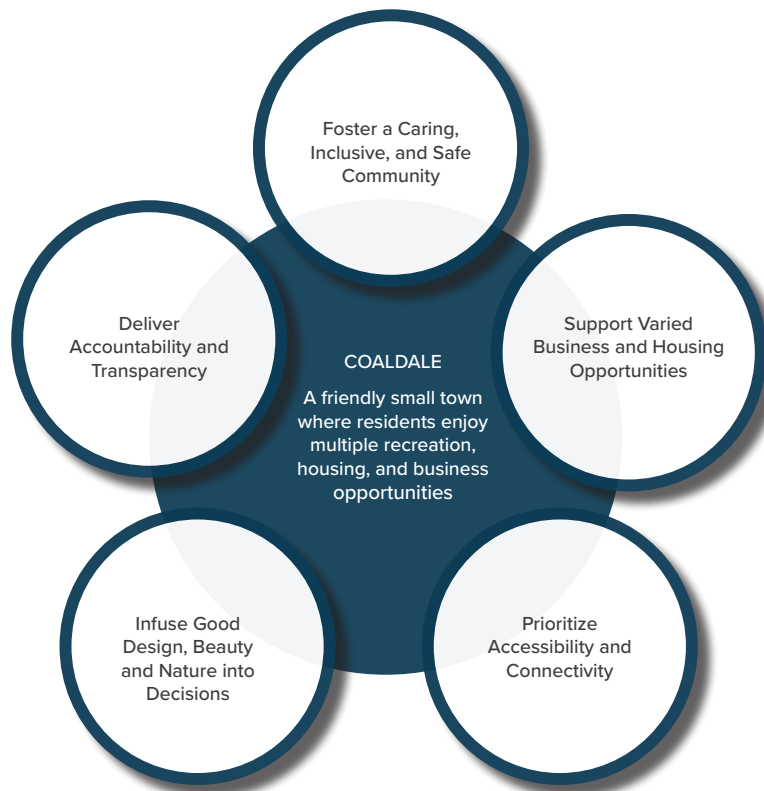 Foster a Caring,
Inclusive, and Safe
Community
Deliver
Accountability and
Transparency
COALDALE
A friendly small town
where residents enjoy
multiple recreation,
housing, and business
opportunities
Support Varied
Business and Housing
Opportunities
Infuse Good
Design, Beauty
and Nature into
Decisions
Prioritize
Accessibility and
Connectivity